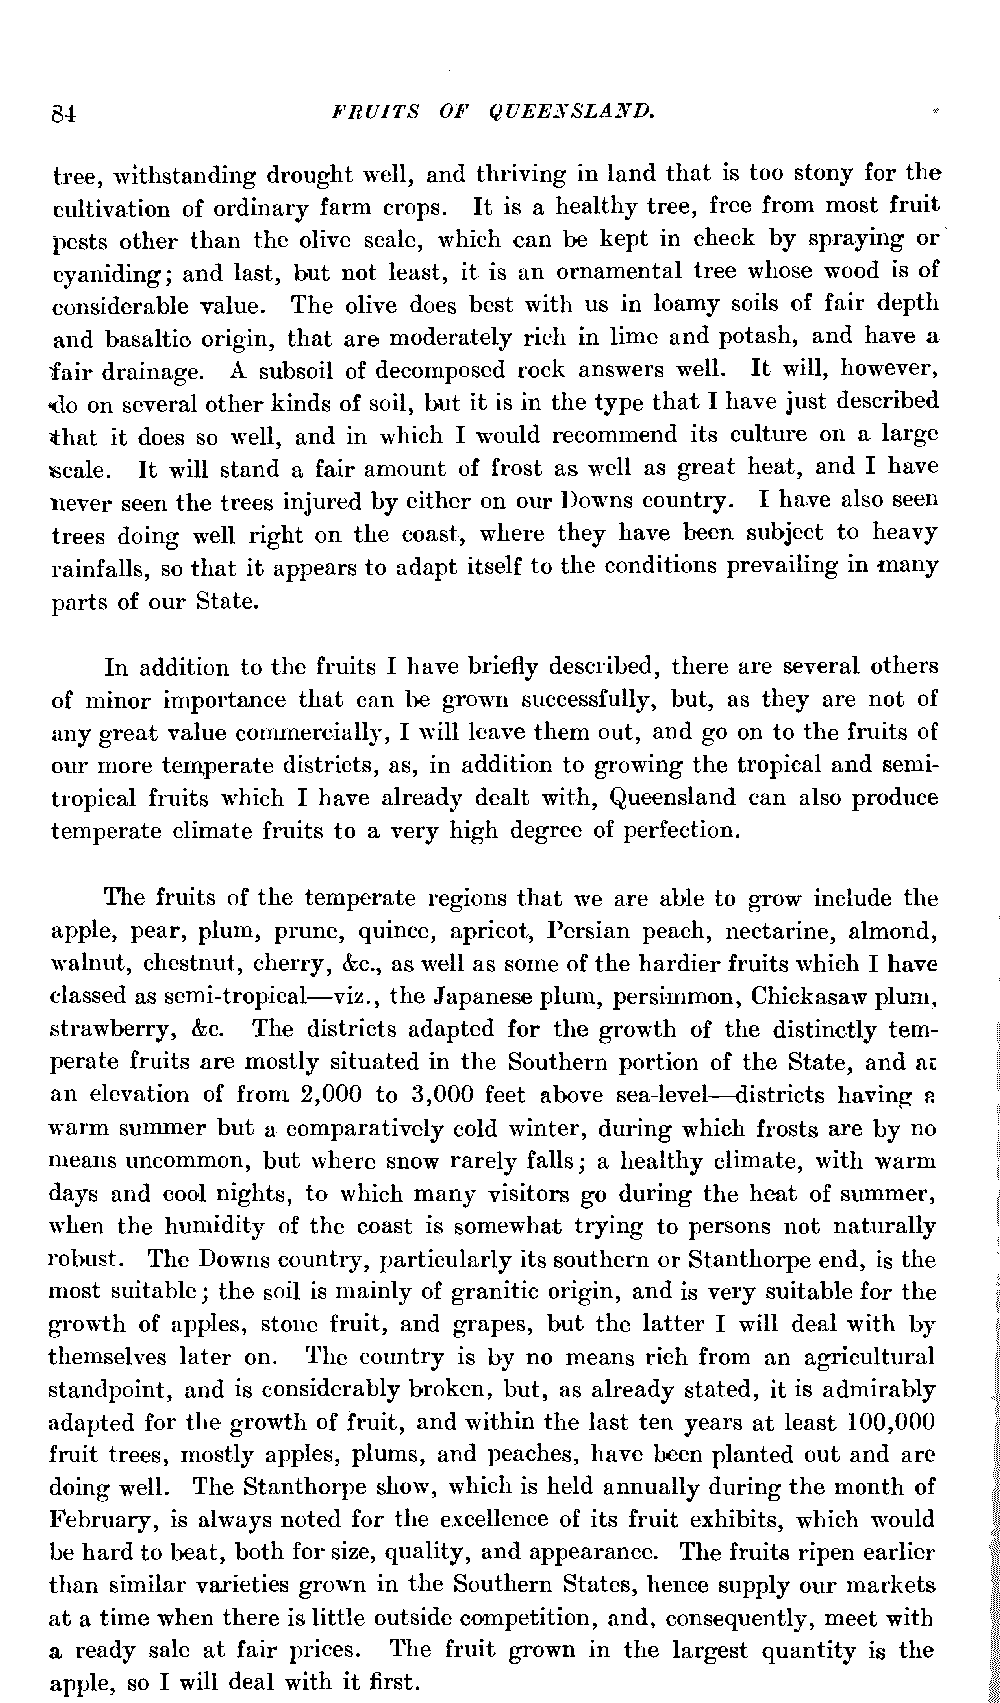 84 FRUITS OF QUEENSLAND.
tree, withstanding drought well, and thriving in land that is too stony for the
cultivation of ordinary farm crops. It is a healthy tree, free from most fruit
pests other than the olive scale, which can be kept in check by spraying or
cyaniding; and last, but not least, it is an ornamental tree whose wood is of
considerable value. The olive does best with us in loamy soils of fair depth
and basaltic origin, that are moderately rich in lime and potash, and have a
fair drainage. A subsoil of decomposed rock answers well. It will, however,
do on several other kinds of soil, but it is in the type that I have just described
that it does so well, and in which I would recommend its culture on a large
scale. It will stand a fair amount of frost as well as great heat, and I have
never seen the trees injured by either on our Downs country. I have also seen
trees doing well right on the coast, where they have been subject to heavy
rainfalls, so that it appears to adapt itself to the conditions prevailing in many
parts of our State.
In addition to the fruits I have briefly described, there are several others
of minor importance that can be grown successfully, but, as they are not of
any great value commercially, I will leave them out, and go on to the fruits of
our more temperate districts, as, in addition to growing the tropical and semi-
tropical fruits which I have already dealt with, Queensland can also produce
temperate climate fruits to a very high degree of perfection.
The fruits of the temperate regions that we are able to grow include the
apple, pear, plum, prune, quince, apricot, Persian peach, nectarine, almond,
walnut, chestnut, cherry, &c., as well as some of the hardier fruits which I have
classed as semi-tropical—viz., the Japanese plum, persimmon, Chickasaw plum,
strawberry, &c. The districts adapted for the growth of the distinctly tem-
perate fruits are mostly situated in the Southern portion of the State, and at
an elevation of from 2,000 to 3,000 feet above sea-level—districts having a
warm summer but a comparatively cold winter, during which frosts are by no
means uncommon, but where snow rarely falls; a healthy climate, with warm
days and cool nights, to which many visitors go during the heat of summer,
when the humidity of the coast is somewhat trying to persons not naturally
robust. The Downs country, particularly its southern or Stanthorpe end, is the
most suitable; the soil is mainly of granitic origin, and is very suitable for the
growth of apples, stone fruit, and grapes, but the latter I will deal with by
themselves later on. The country is by no means rich from an agricultural
standpoint, and is considerably broken, but, as already stated, it is admirably
adapted for the growth of fruit, and within the last ten years at least 100,000
fruit trees, mostly apples, plums, and peaches, have been planted out and are
doing well. The Stanthorpe show, which is held annually during the month of
February, is always noted for the excellence of its fruit exhibits, which would
be hard to beat, both for size, quality, and appearance. The fruits ripen earlier
than similar varieties grown in the Southern States, hence supply our markets
at a time when there is little outside competition, and, consequently, meet with
a ready sale at fair prices. The fruit grown in the largest quantity is the
apple, so I will deal with it first.